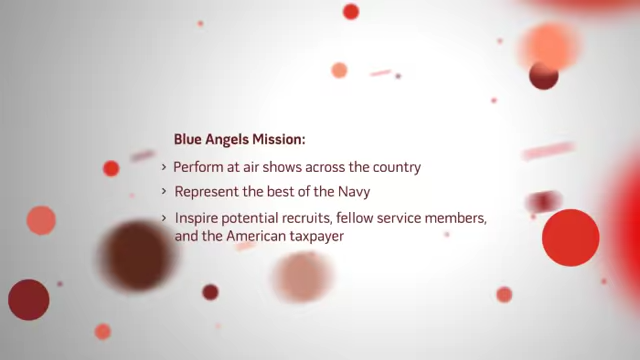 Blue Angels Mission:
› Perform at air shows across the country
› Represent the best of the Navy
› Inspire potential recruits, fellow service members,
and the American taxpayer